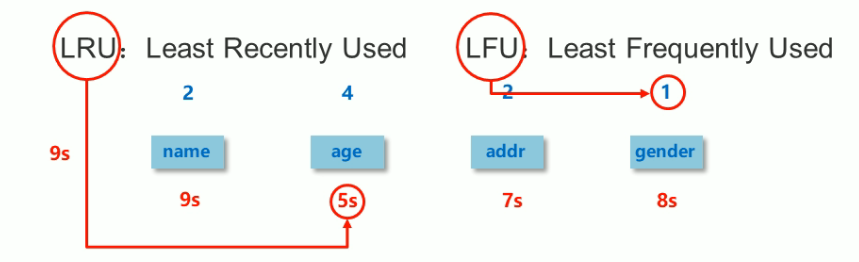 LRU：Least Recently Used LFU：Least Frequently Used
2 4 2 1
9s name age addr gender
9s 5s 7s 8s